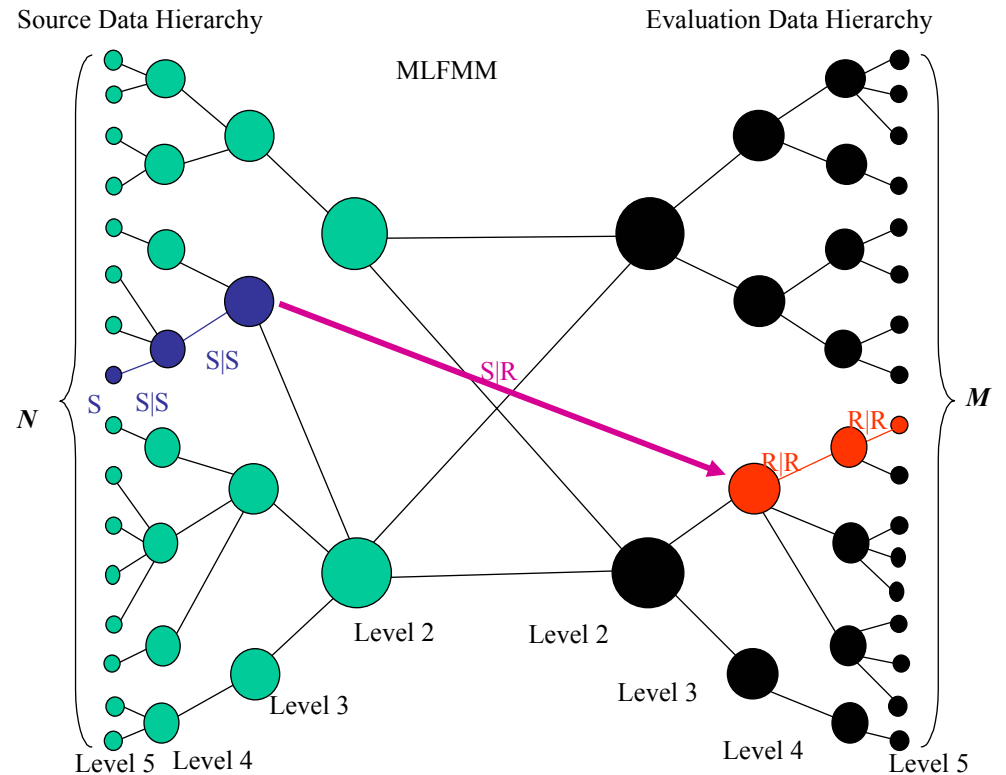 Source Data Hierarchy
Evaluation Data Hierarchy
MLFMM
S|S
S|R
S
S|S
N
M
R|R
R|R
Level 2
Level 2
Level 3
Level 3
Level 4
Level 4
Level 5
Level 5